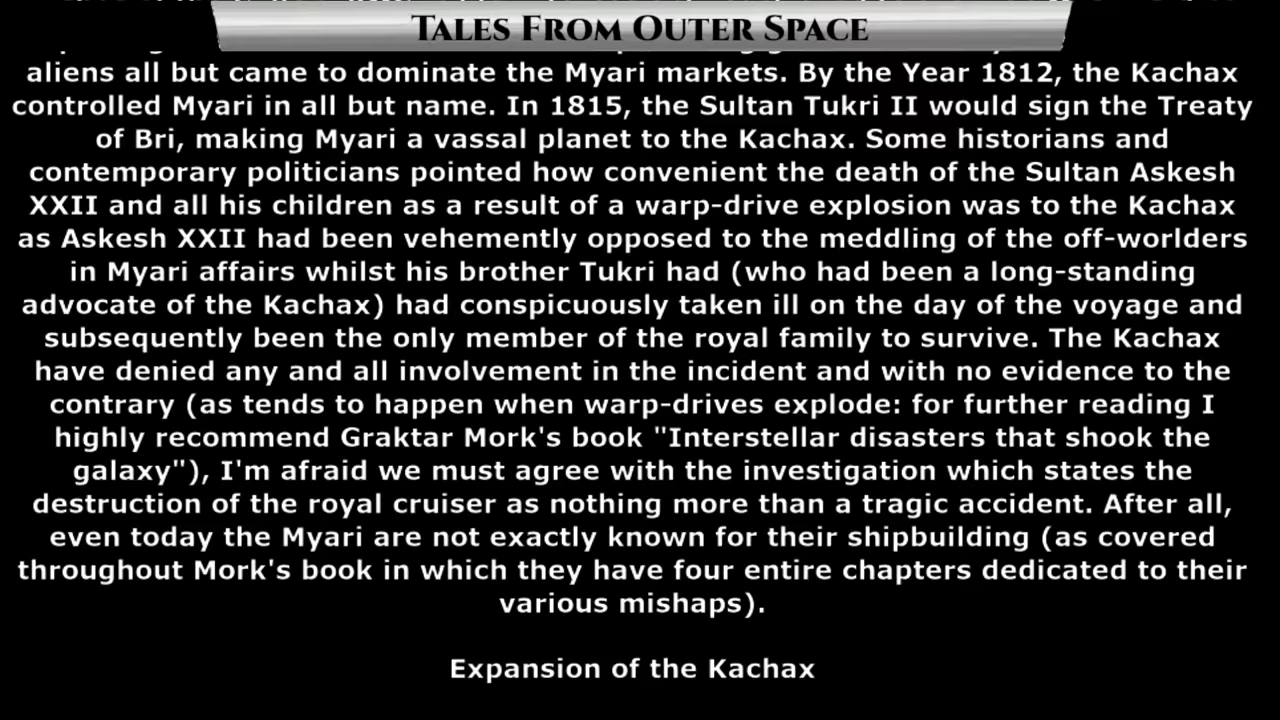 Tales From Outer Space
aliens all but came to dominate the Myari markets. By the Year 1812, the Kachax
controlled Myari in all but name. In 1815, the Sultan Tukri II would sign the Treaty
of Bri, making Myari a vassal planet to the Kachax. Some historians and
contemporary politicians pointed how convenient the death of the Sultan Askesh
XXII and all his children as a result of a warp-drive explosion was to the Kachax
as Askesh XXII had been vehemently opposed to the meddling of the off-worlders
in Myari affairs whilst his brother Tukri had (who had been a long-standing
advocate of the Kachax) had conspicuously taken ill on the day of the voyage and
subsequently been the only member of the royal family to survive. The Kachax
have denied any and all involvement in the incident and with no evidence to the
contrary (as tends to happen when warp-drives explode: for further reading I
highly recommend Graktar Mork's book "Interstellar disasters that shook the
galaxy"), I'm afraid we must agree with the investigation which states the
destruction of the royal cruiser as nothing more than a tragic accident. After all,
even today the Myari are not exactly known for their shipbuilding (as covered
throughout Mork's book in which they have four entire chapters dedicated to their
various mishaps).
Expansion of the Kachax